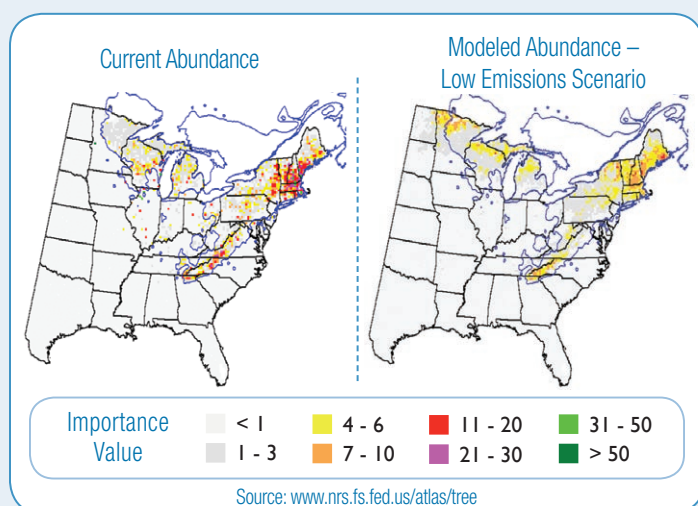 Current Abundance
Modeled Abundance –
Low Emissions Scenario
Importance
Value
< 1
4 - 6
11 - 20
31 - 50
1 - 3
7 - 10
21 - 30
> 50
Source: www.nrs.fs.fed.us/atlas/tree